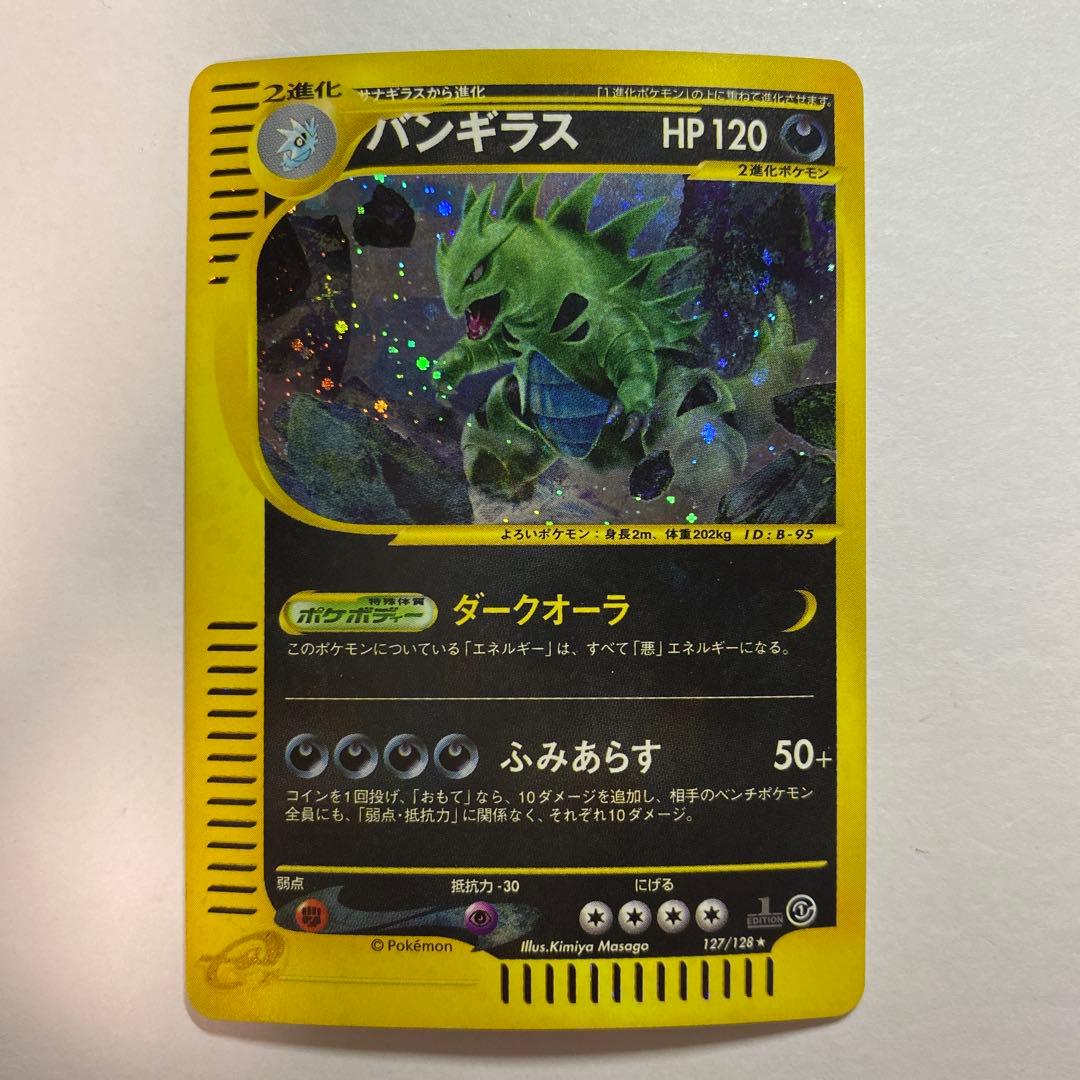 2進化
サナギラスから進化
「1進化ポケモン」の上に重ねて進化させます。
バンギラス HP 120
2進化ポケモン
よろいポケモン:身長2m、体重202kg ID:B-95
特殊体質
ポケボディー ダークオーラ
このポケモンについている「エネルギー」は、すべて「悪」エネルギーになる。
ふみあらす 50+
コインを1回投げ、「おもて」なら、10ダメージを追加し、相手のベンチポケモン
全員にも、「弱点・抵抗力」に関係なく、それぞれ10ダメージ。
弱点 抵抗力 -30 にげる
1
EDITION
© Pokémon Illus.Kimiya Masago 127/128★